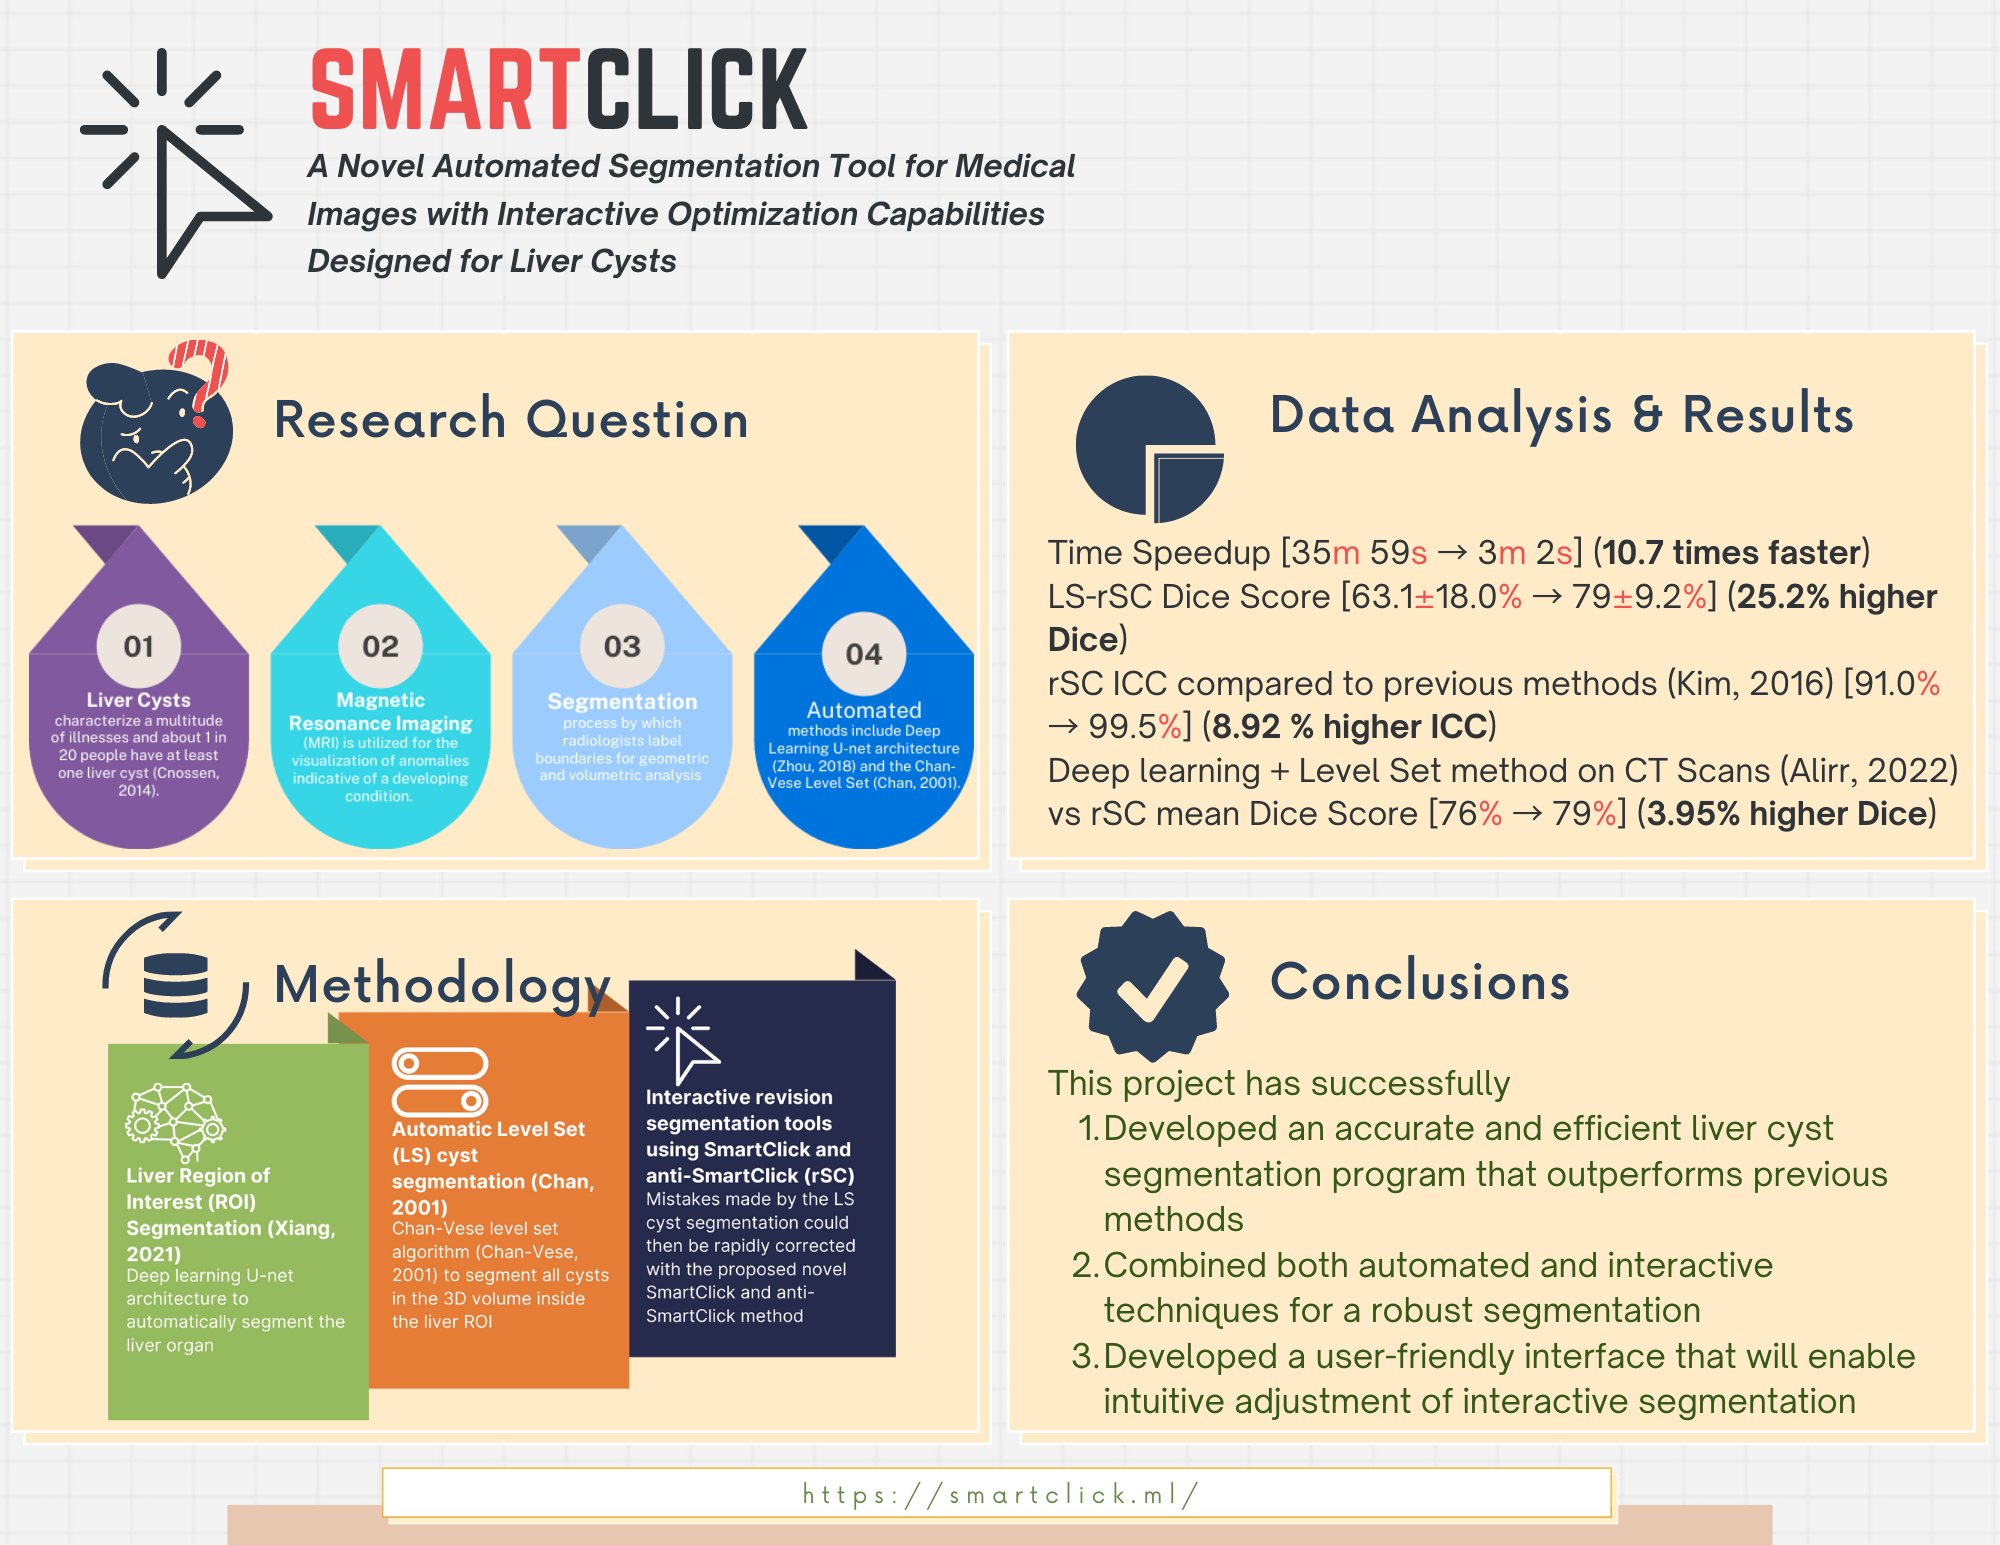 SMARTCLICK
A Novel Automated Segmentation Tool for Medical
Images with Interactive Optimization Capabilities
Designed for Liver Cysts
Research Question
01
Liver Cysts
characterize a multitude
of illnesses and about 1 in
20 people have at least
one liver cyst (Cnossen,
2014).
02
Magnetic
Resonance Imaging
(MRI) is utilized for the
visualization of anomalies
indicative of a developing
condition.
03
Segmentation
process by which
radiologists label
boundaries for geometric
and volumetric analysis
04
Automated
methods include Deep
Learning U-net architecture
(Zhou, 2018) and the Chan-
Vese Level Set (Chan, 2001).
Data Analysis & Results
Time Speedup [35m 59s → 3m 2s] (10.7 times faster)
LS-rSC Dice Score [63.1±18.0% → 79±9.2%] (25.2% higher
Dice)
rSC ICC compared to previous methods (Kim, 2016) [91.0%
→ 99.5%] (8.92 % higher ICC)
Deep learning + Level Set method on CT Scans (Alirr, 2022)
vs rSC mean Dice Score [76% → 79%] (3.95% higher Dice)
Methodology
Liver Region of
Interest (ROI)
Segmentation (Xiang,
2021)
Deep learning U-net
architecture to
automatically segment the
liver organ
Automatic Level Set
(LS) cyst
segmentation (Chan,
2001)
Chan-Vese level set
algorithm (Chan-Vese,
2001) to segment all cysts
in the 3D volume inside
the liver ROI
Interactive revision
segmentation tools
using SmartClick and
anti-SmartClick (rSC)
Mistakes made by the LS
cyst segmentation could
then be rapidly corrected
with the proposed novel
SmartClick and anti-
SmartClick method
Conclusions
This project has successfully
1. Developed an accurate and efficient liver cyst
segmentation program that outperforms previous
methods
2. Combined both automated and interactive
techniques for a robust segmentation
3. Developed a user-friendly interface that will enable
intuitive adjustment of interactive segmentation
https://smartclick.ml/